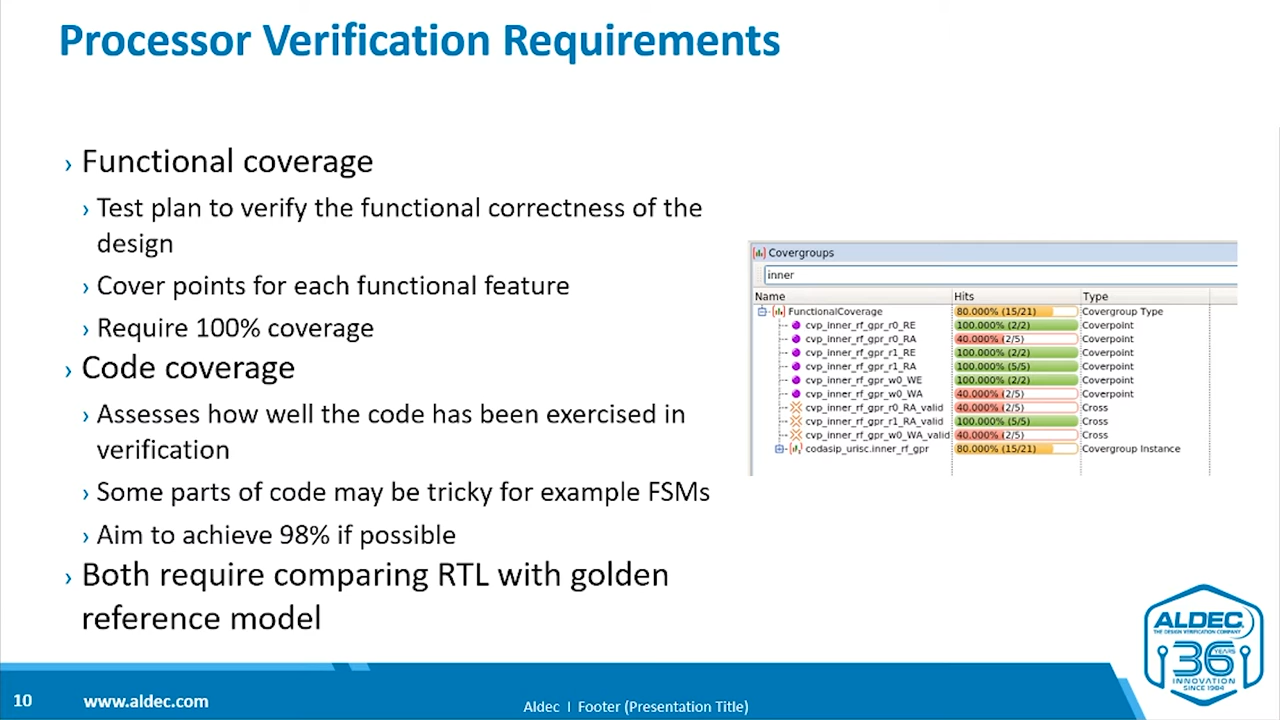 Processor Verification Requirements
› Functional coverage
› Test plan to verify the functional correctness of the
design
› Cover points for each functional feature
› Require 100% coverage
› Code coverage
› Assesses how well the code has been exercised in
verification
› Some parts of code may be tricky for example FSMs
› Aim to achieve 98% if possible
› Both require comparing RTL with golden
reference model
Covergroups
inner
Name Hits Type
FunctionalCoverage 80.000% (15/21) Covergroup Type
cvp_inner_rf_gpr_r0_RE 100.000% (2/2) Coverpoint
cvp_inner_rf_gpr_r0_RA 40.000% (2/5) Coverpoint
cvp_inner_rf_gpr_r1_RE 100.000% (2/2) Coverpoint
cvp_inner_rf_gpr_r1_RA 100.000% (5/5) Coverpoint
cvp_inner_rf_gpr_w0_WE 100.000% (2/2) Coverpoint
cvp_inner_rf_gpr_w0_WA 40.000% (2/5) Coverpoint
cvp_inner_rf_gpr_r0_RA_valid 40.000% (2/5) Cross
cvp_inner_rf_gpr_r1_RA_valid 100.000% (5/5) Cross
cvp_inner_rf_gpr_w0_WA_valid 40.000% (2/5) Cross
codasip_urisc.inner_rf_gpr 80.000% (15/21) Covergroup Instance
ALDEC
THE DESIGN VERIFICATION COMPANY
36 YEARS
INNOVATION
SINCE 1984
10 www.aldec.com Aldec I Footer (Presentation Title)